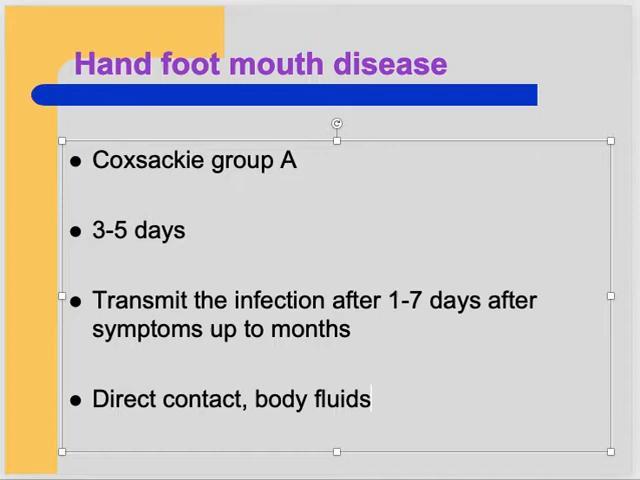 Hand foot mouth disease
● Coxsackie group A
● 3-5 days
● Transmit the infection after 1-7 days after
symptoms up to months
● Direct contact, body fluids